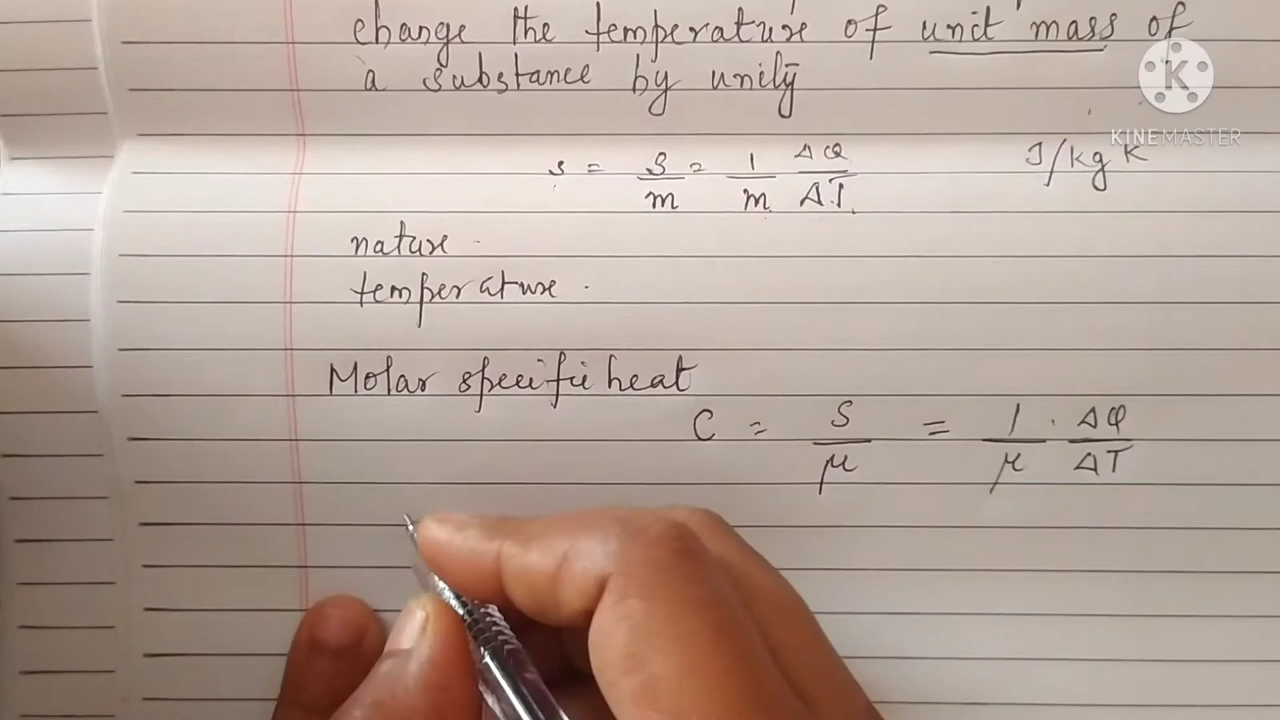 change the temperature of unit mass of
a substance by unity
K
KINEMASTER
s = S/m = 1/m ΔQ/ΔT. J/kg K
nature.
temperature.
Molar specific heat
C = S/μ = 1/μ . ΔQ/ΔT